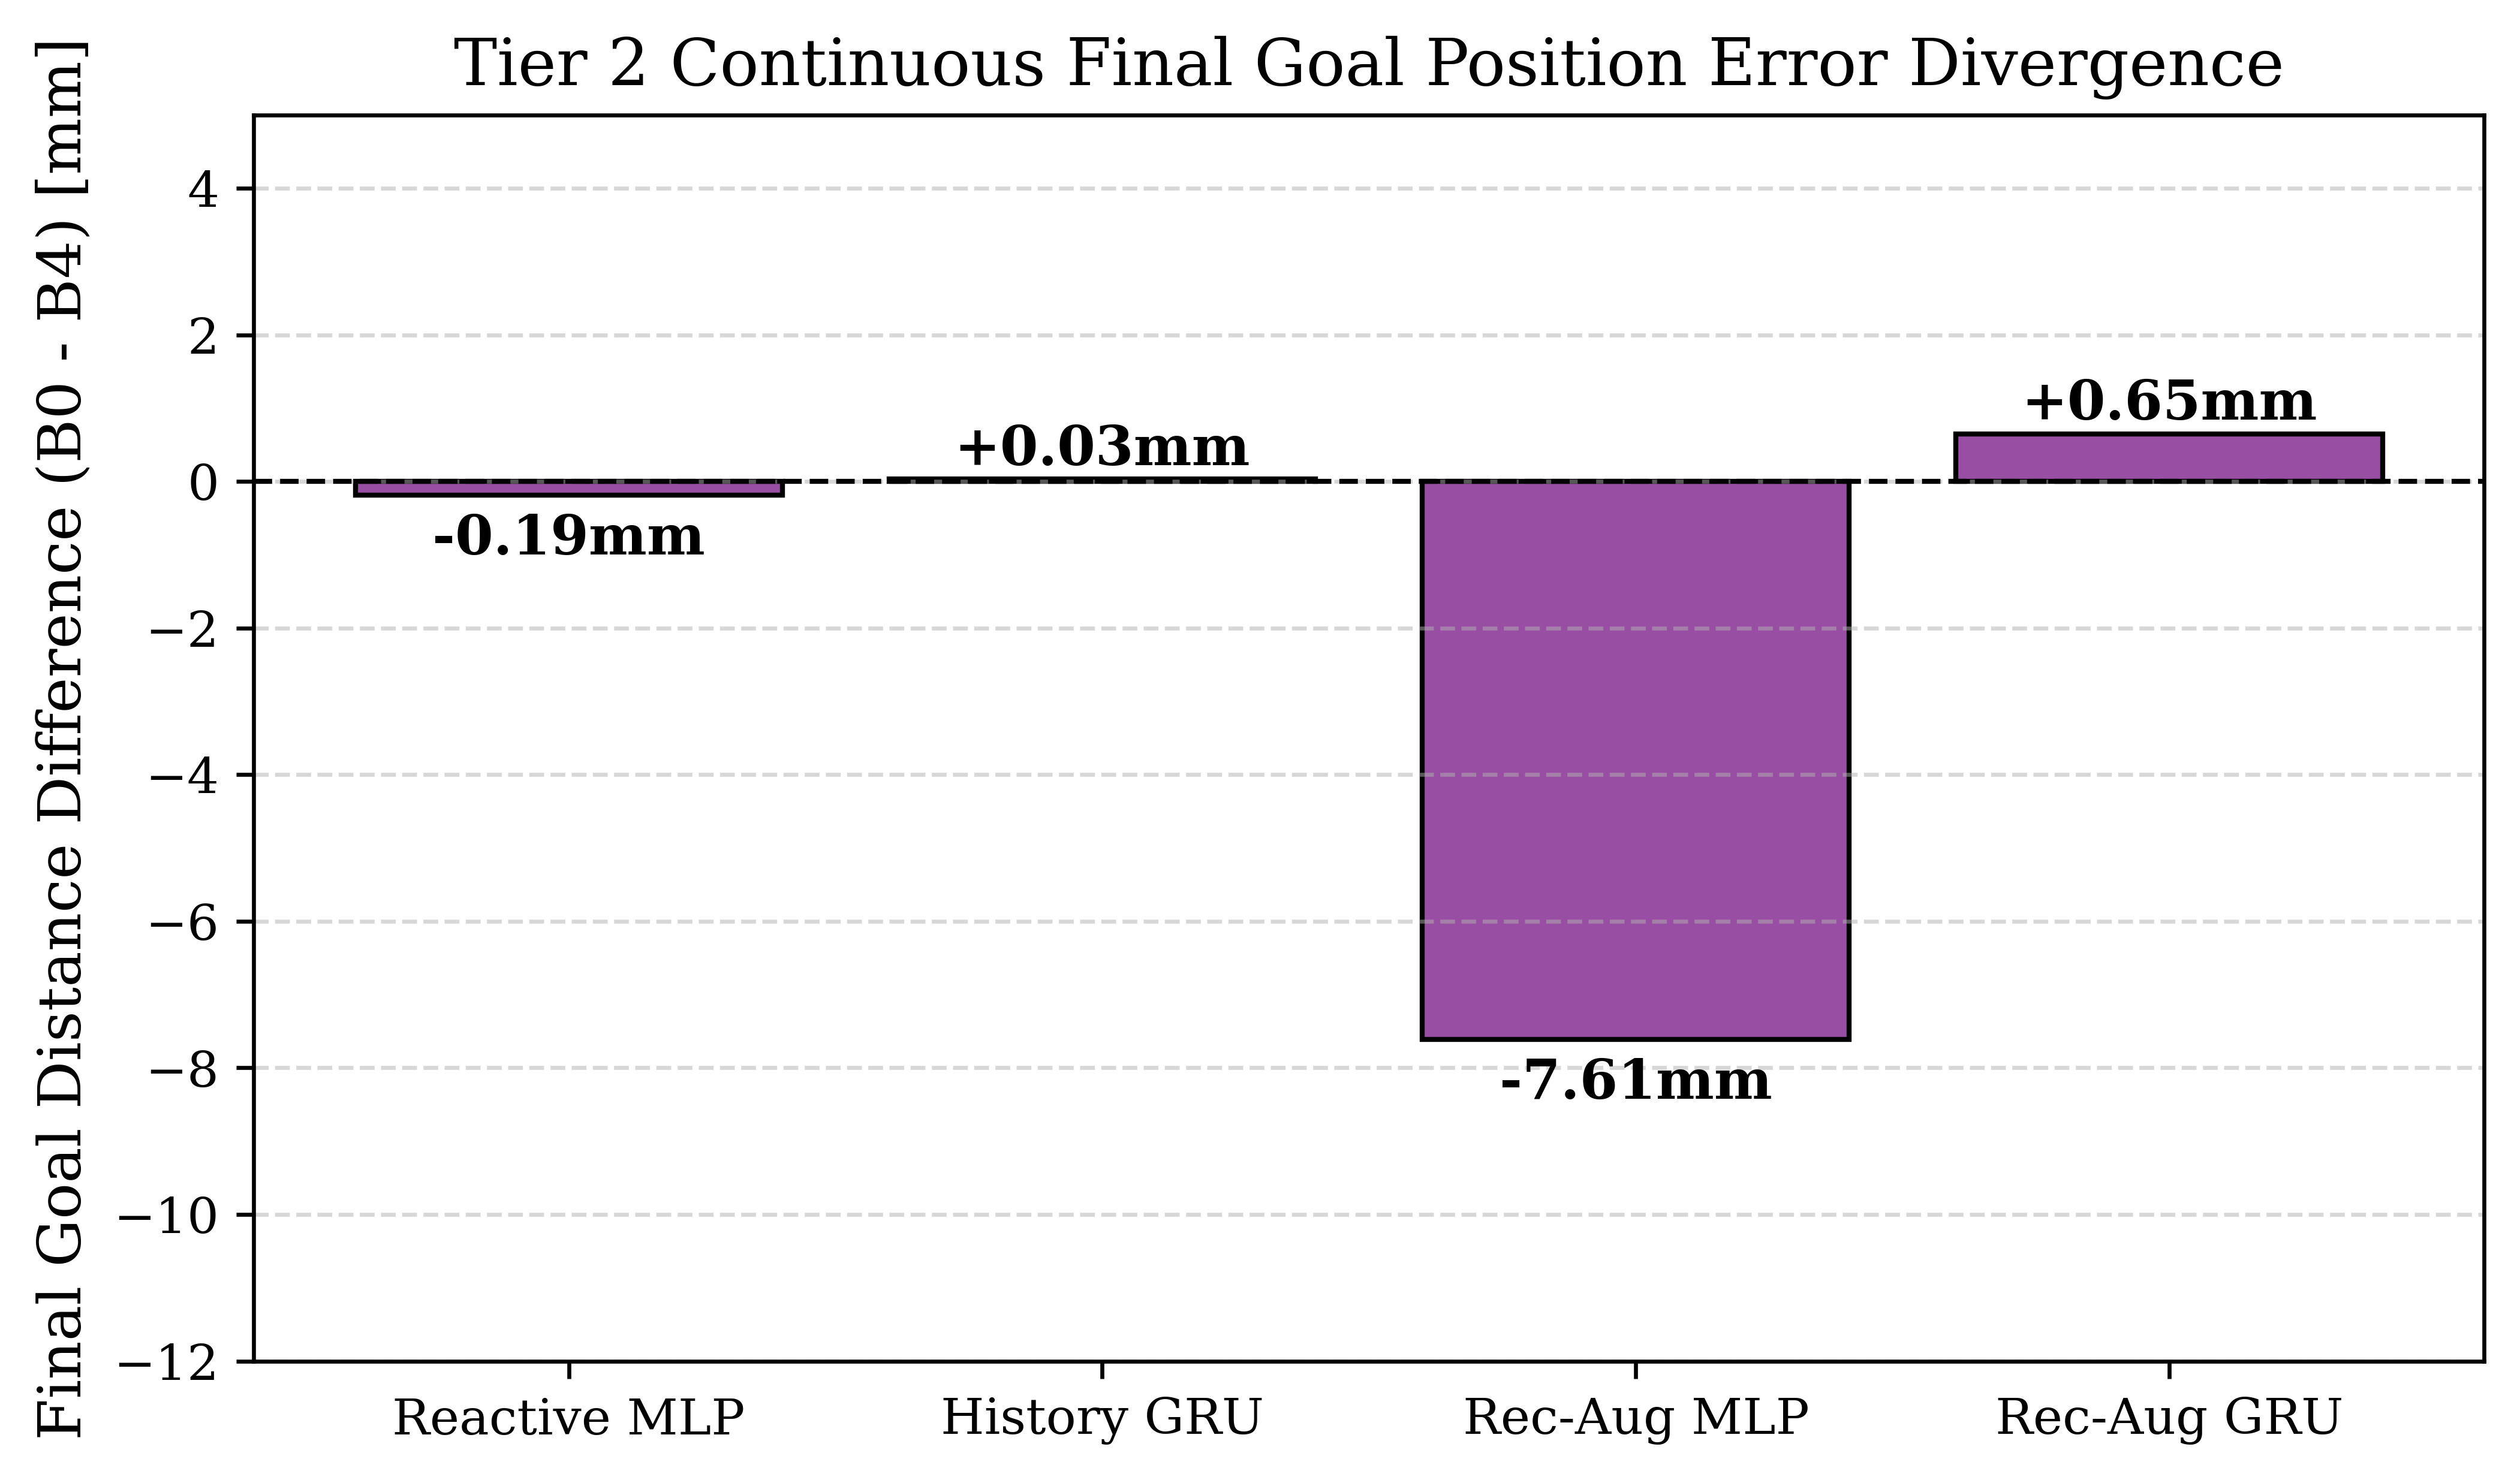 Tier 2 Continuous Final Goal Position Error Divergence
Final Goal Distance Difference (B0 - B4) [mm]
4
2
0
−2
−4
−6
−8
−10
−12
-0.19mm
+0.03mm
-7.61mm
+0.65mm
Reactive MLP
History GRU
Rec-Aug MLP
Rec-Aug GRU